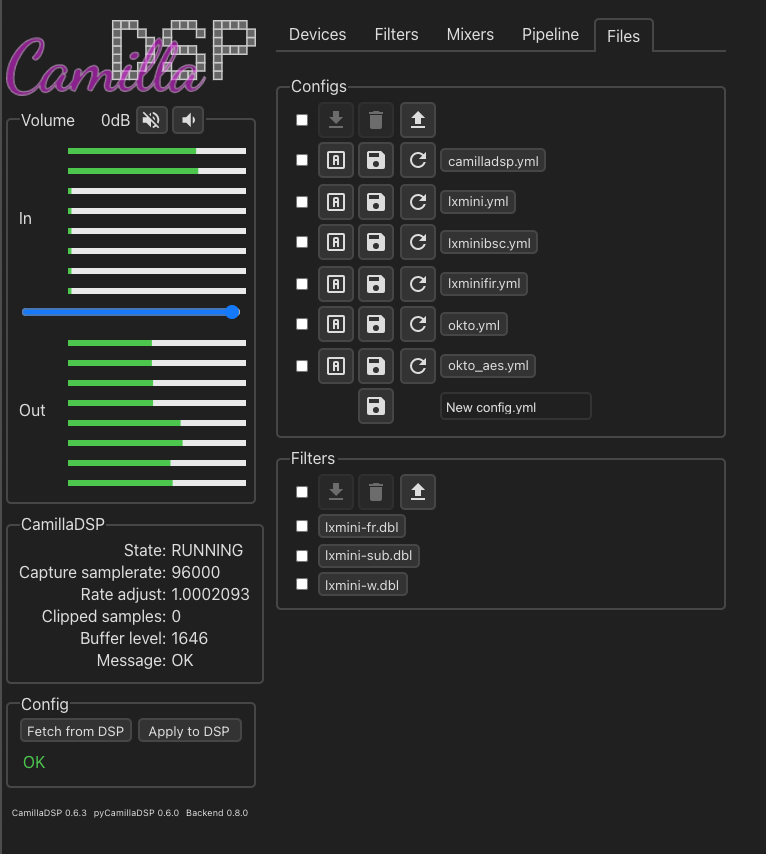 Camilla DSP
Devices Filters Mixers Pipeline Files
Volume 0dB
In
Out
CamillaDSP
State: RUNNING
Capture samplerate: 96000
Rate adjust: 1.0002093
Clipped samples: 0
Buffer level: 1646
Message: OK
Config
Fetch from DSP Apply to DSP
OK
CamillaDSP 0.6.3 pyCamillaDSP 0.6.0 Backend 0.8.0
Configs
A camilladsp.yml
A lxmini.yml
A lxminibsc.yml
A lxminifir.yml
A okto.yml
A okto_aes.yml
New config.yml
Filters
lxmini-fr.dbl
lxmini-sub.dbl
lxmini-w.dbl